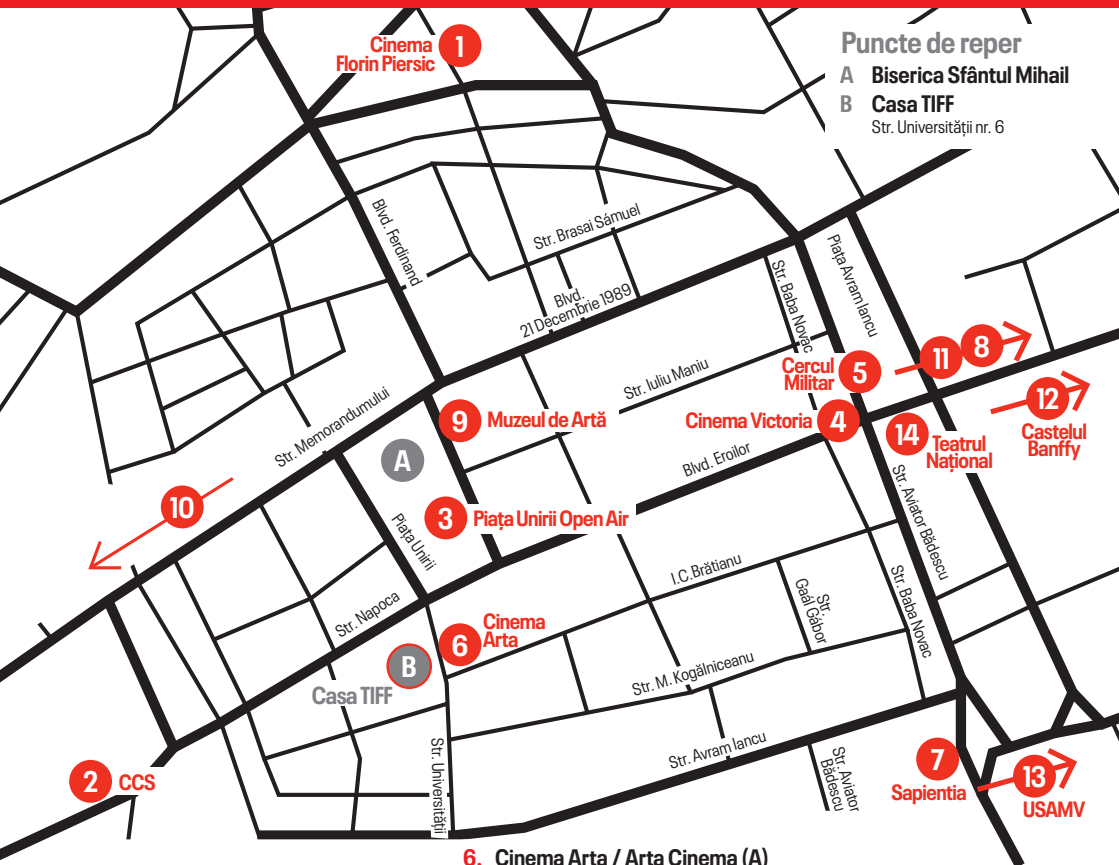 Puncte de reper
A Biserica Sfântul Mihail
B Casa TIFF
Str. Universității nr. 6
Cinema
Florin Piersic
1
Blvd. Ferdinand
Str. Brasai Sámuel
Blvd.
21 Decembrie 1989
Str. Baba Novac
Piața Avram Iancu
Str. Iuliu Maniu
Cercul
Militar
5
11
8
12
Castelul
Banffy
Str. Memorandumului
9
Muzeul de Artă
Cinema Victoria
4
14
Teatrul
Național
A
Blvd. Eroilor
10
3
Piața Unirii Open Air
Piața Unirii
Str. Aviator Bădescu
I.C.Brătianu
Str. Baba Novac
Str.
Gaál Gábor
Str. Napoca
6
Cinema
Arta
B
Casa TIFF
Str. M. Kogălniceanu
Str. Universității
Str. Avram Iancu
Str. Aviator
Bădescu
2
CCS
7
Sapientia
13
USAMV
6. Cinema Arta / Arta Cinema (A)